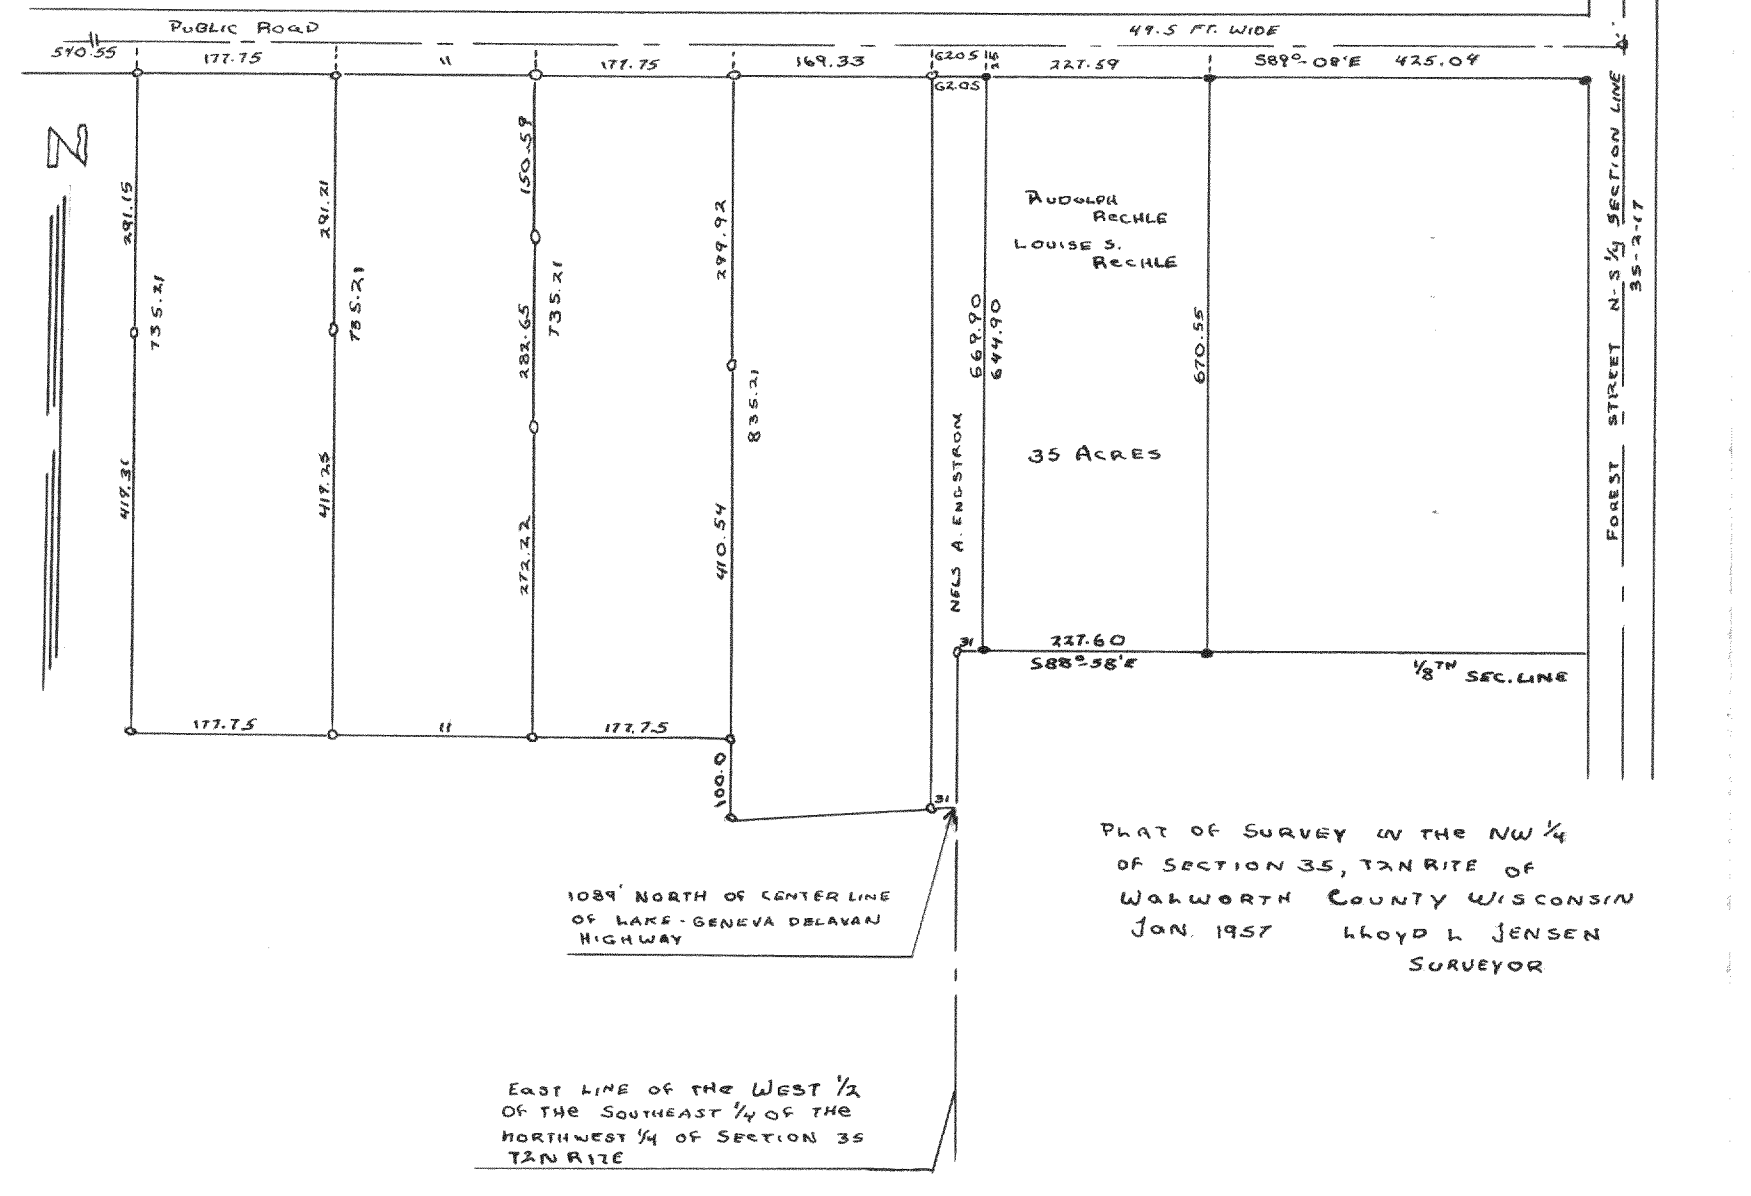 PUBLIC ROAD
49.5 FT. WIDE
540.55
177.75
"
177.75
169.33
62.05
227.59
S89°-08'E 425.04
62.05
N
291.15
735.21
419.31
291.21
735.21
419.25
150.59
282.65
735.21
272.22
299.92
835.21
410.54
100.0
NELS A. ENGSTROM
669.90
644.90
RUDOLPH
RECHLE
LOUISE S.
RECHLE
35 ACRES
670.55
FOREST STREET N-S 1/4 SECTION LINE
35-2-17
31
227.60
S88°-58'E
1/8TH SEC. LINE
177.75
"
177.75
31
1089' NORTH OF CENTER LINE
OF LAKE-GENEVA DELAVAN
HIGHWAY
PLAT OF SURVEY IN THE NW 1/4
OF SECTION 35, T2N R17E OF
WALWORTH COUNTY WISCONSIN
JAN. 1957 LLOYD L JENSEN
SURVEYOR
EAST LINE OF THE WEST 1/2
OF THE SOUTHEAST 1/4 OF THE
NORTHWEST 1/4 OF SECTION 35
T2N R17E